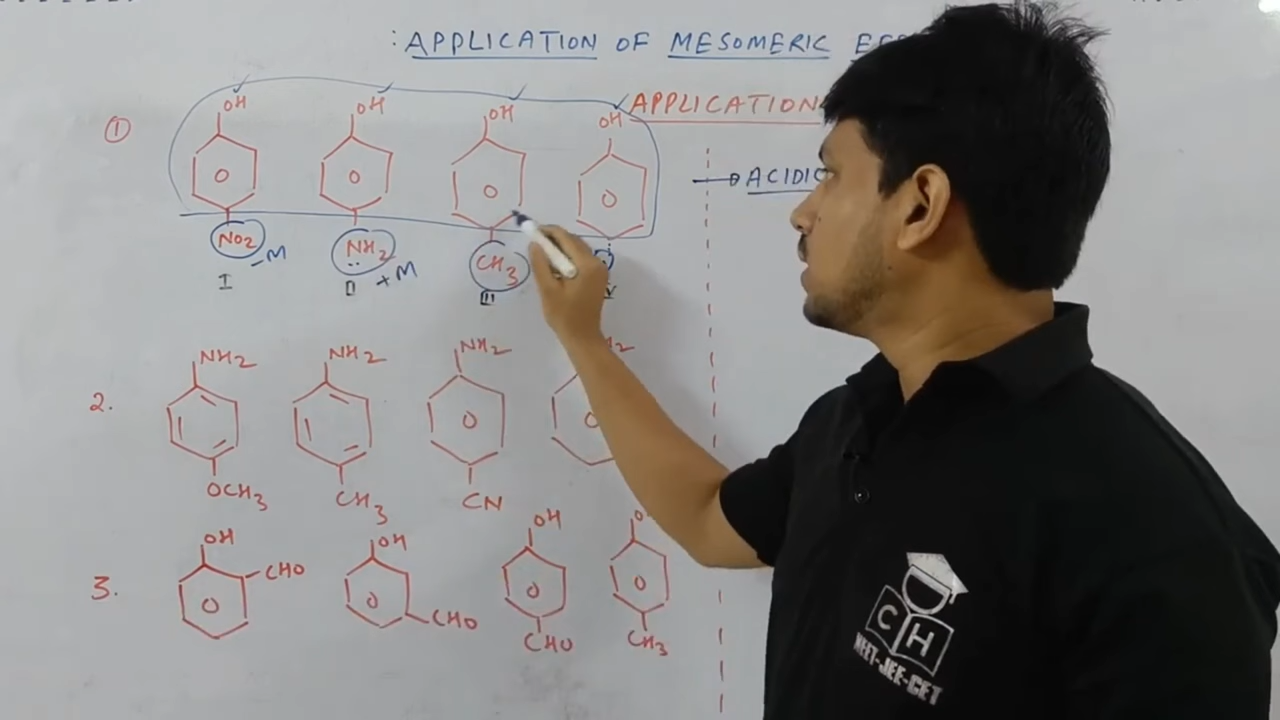 : APPLICATION OF MESOMERIC
APPLICATION
①
OH OH OH OH
NO2 NH2 CH3
-M +M
I II III IV
ACIDIC
2.
NH2 NH2 NH2
OCH3 CH3 CN
3.
OH OH OH
CHO CHO CHO CH3
C H
NEET-JEE-CET